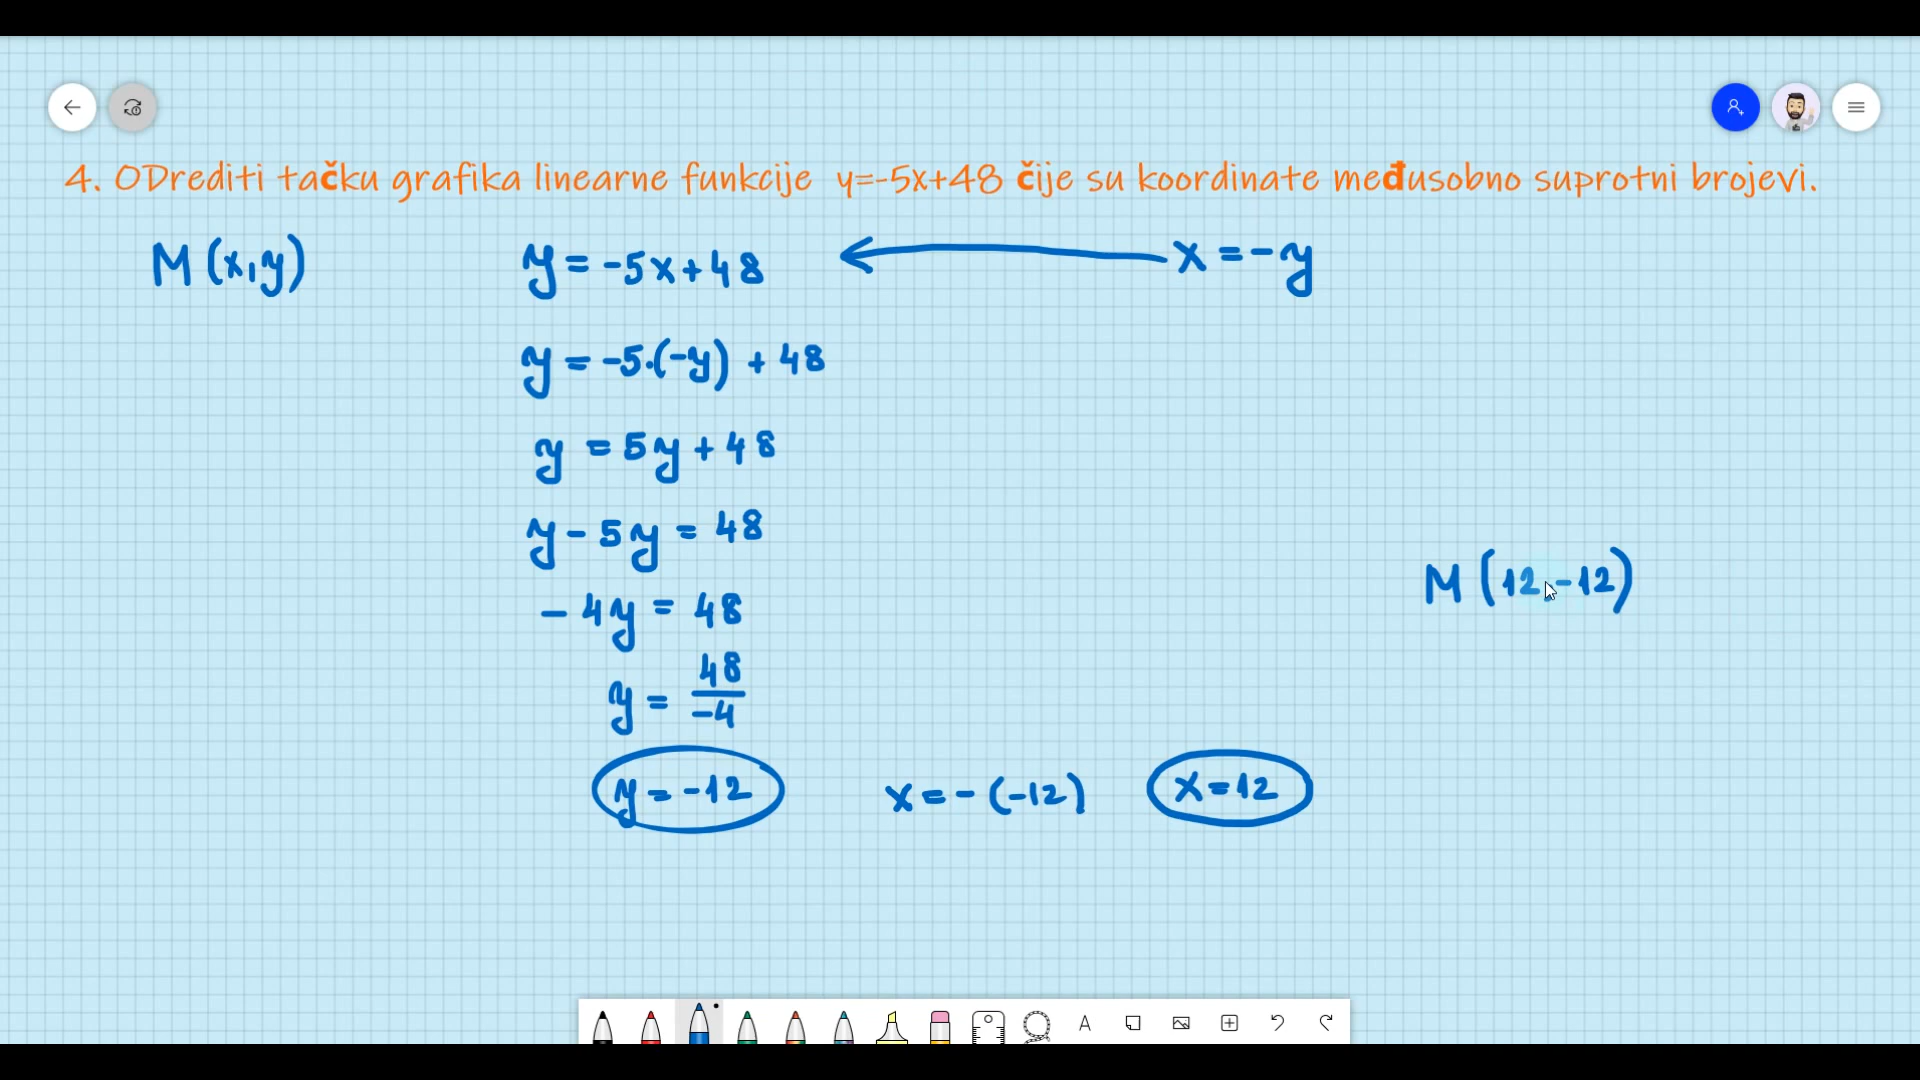 4. ODrediti tačku grafika linearne funkcije y=-5x+48 čije su koordinate međusobno suprotni brojevi.
M (x,y) y = -5x+48 x = -y
y = -5·(-y) + 48
y = 5y + 48
y - 5y = 48
- 4y = 48
y = 48/-4
M (12,-12)
y = -12 x = - (-12) x = 12
A